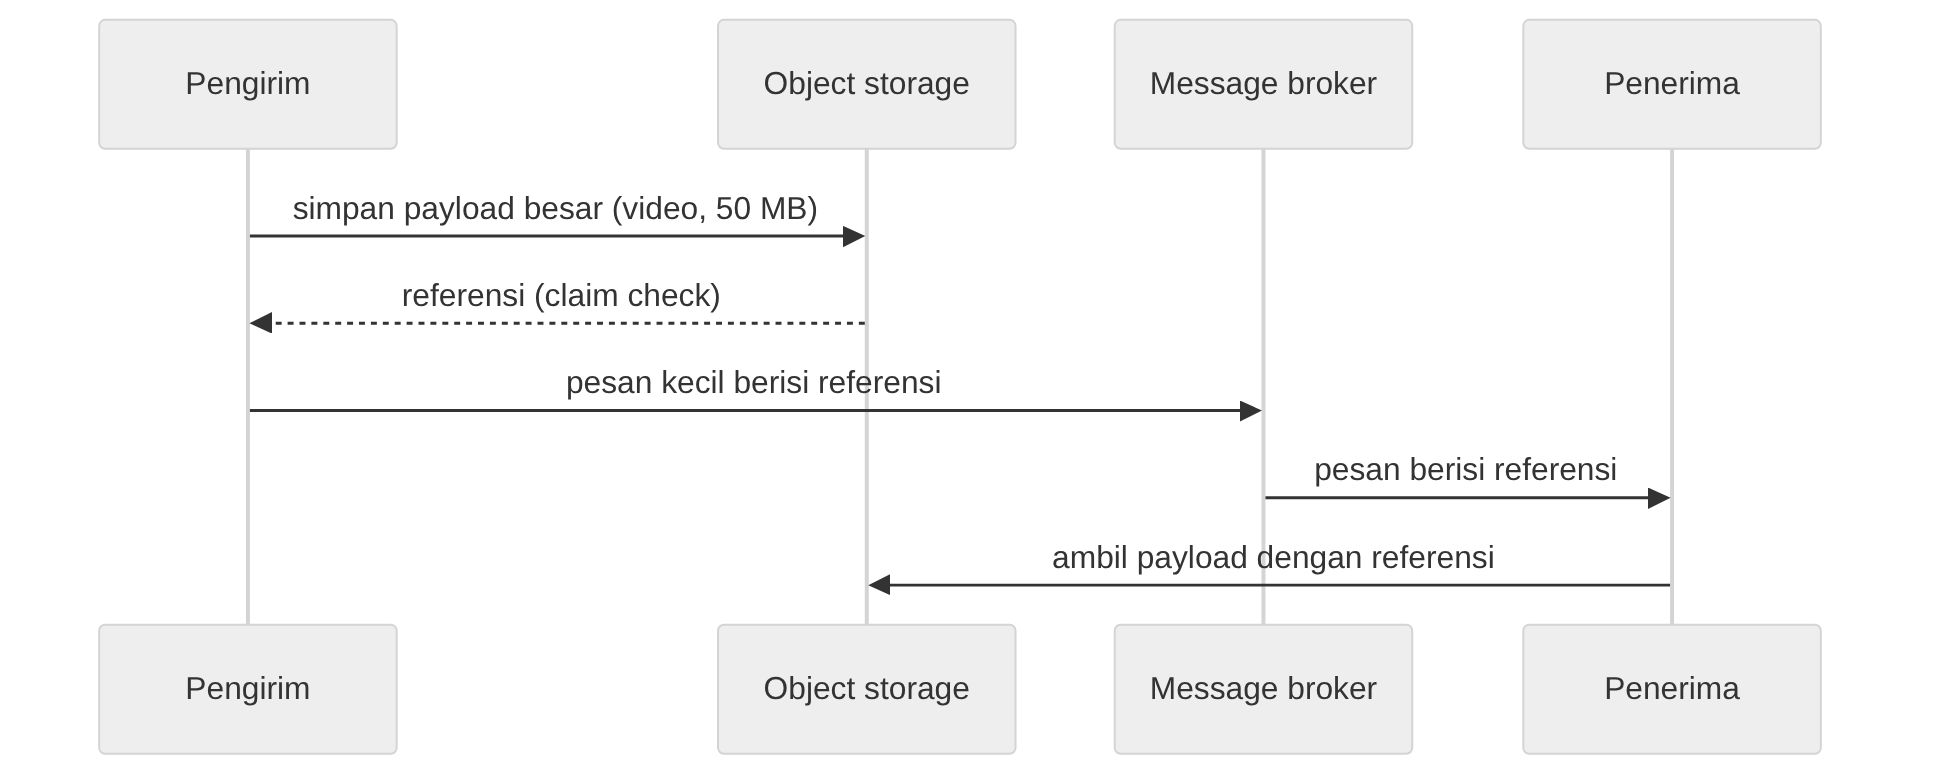 Pengirim
Object storage
Message broker
Penerima
simpan payload besar (video, 50 MB)
referensi (claim check)
pesan kecil berisi referensi
pesan berisi referensi
ambil payload dengan referensi
Pengirim
Object storage
Message broker
Penerima